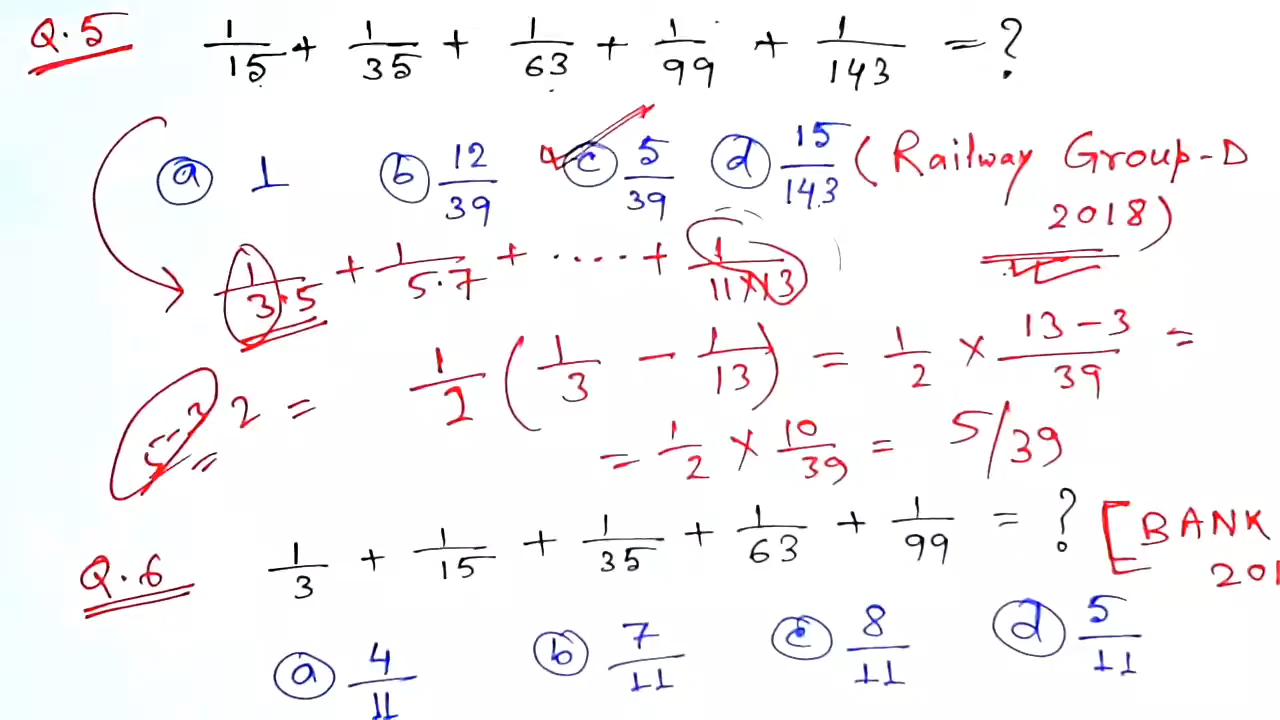 Q.5 1/15 + 1/35 + 1/63 + 1/99 + 1/143 = ?
(a) 1 (b) 12/39 (c) 5/39 (d) 15/143 (Railway Group-D
2018)
1/3·5 + 1/5·7 + ..... + 1/11×13
1/2 (1/3 - 1/13) = 1/2 × 13-3/39 =
2 =
= 1/2 × 10/39 = 5/39
Q.6 1/3 + 1/15 + 1/35 + 1/63 + 1/99 = ? [BANK
201
(a) 4/11 (b) 7/11 (c) 8/11 (d) 5/11